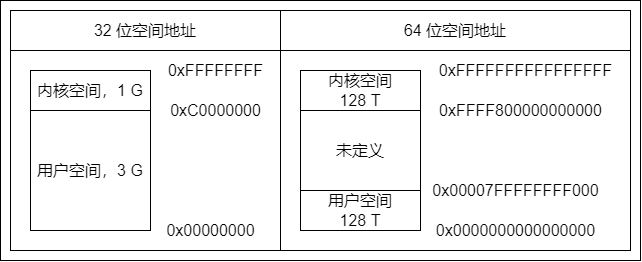 32 位空间地址
64 位空间地址
内核空间，1 G
用户空间，3 G
0xFFFFFFFF
0xC0000000
0x00000000
内核空间
128 T
未定义
用户空间
128 T
0xFFFFFFFFFFFFFFFF
0xFFFF800000000000
0x00007FFFFFFFF000
0x0000000000000000